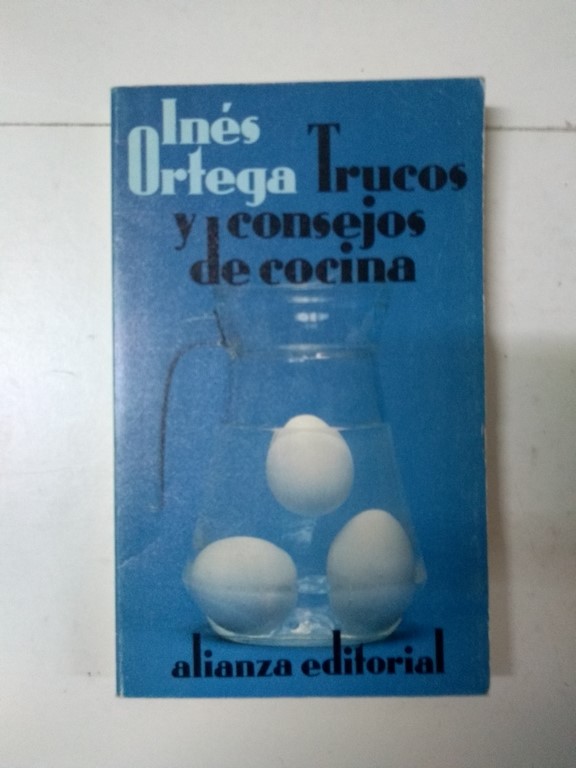 Inés
Ortega Trucos
y consejos
de cocina
alianza editorial